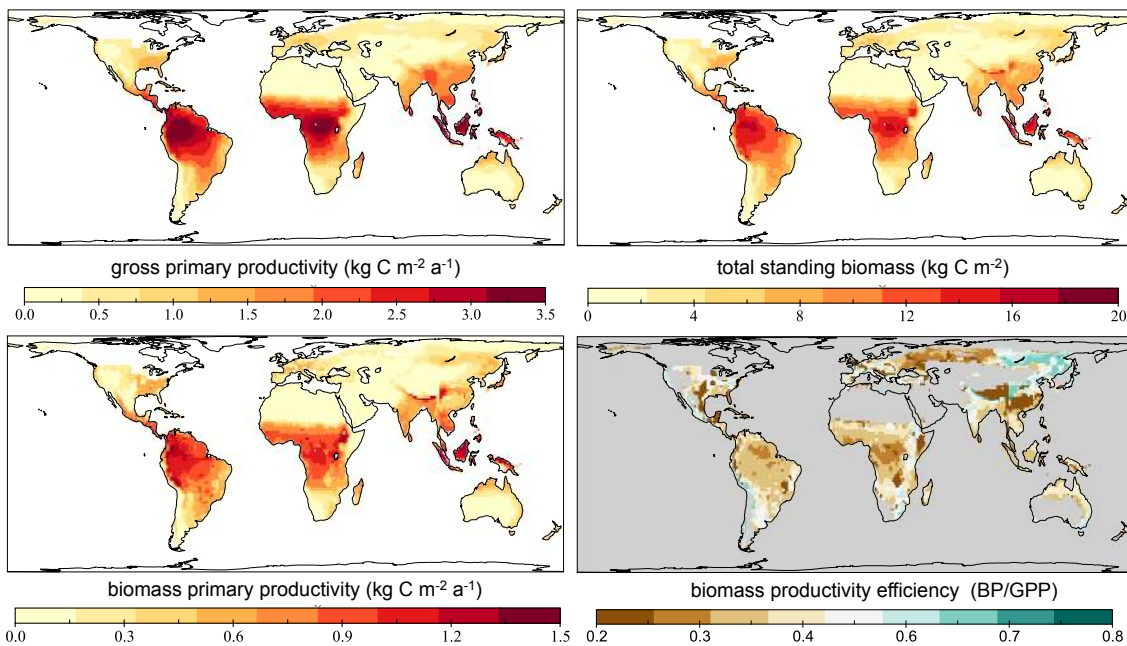 gross primary productivity (kg C m-2 a-1)
total standing biomass (kg C m-2)
0.0 0.5 1.0 1.5 2.0 2.5 3.0 3.5
0 4 8 12 16 20
biomass primary productivity (kg C m-2 a-1)
biomass productivity efficiency (BP/GPP)
0.0 0.3 0.6 0.9 1.2 1.5
0.2 0.3 0.4 0.6 0.7 0.8